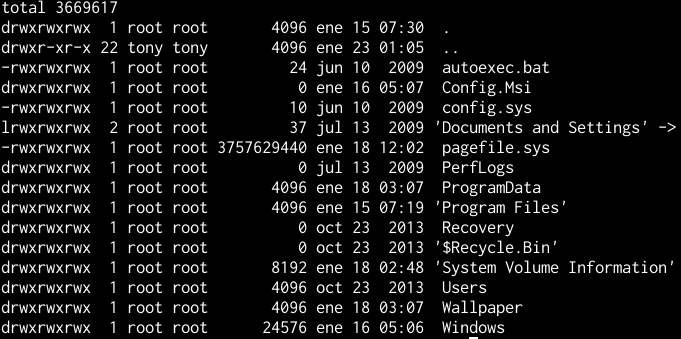 total 3669617
drwxrwxrwx  1 root root       4096 ene 15 07:30  .
drwxr-xr-x 22 tony tony       4096 ene 23 01:05  ..
-rwxrwxrwx  1 root root         24 jun 10  2009  autoexec.bat
drwxrwxrwx  1 root root          0 ene 16 05:07  Config.Msi
-rwxrwxrwx  1 root root         10 jun 10  2009  config.sys
lrwxrwxrwx  2 root root         37 jul 13  2009 'Documents and Settings' ->
-rwxrwxrwx  1 root root 3757629440 ene 18 12:02  pagefile.sys
drwxrwxrwx  1 root root          0 jul 13  2009  PerfLogs
drwxrwxrwx  1 root root       4096 ene 18 03:07  ProgramData
drwxrwxrwx  1 root root       4096 ene 15 07:19 'Program Files'
drwxrwxrwx  1 root root          0 oct 23  2013  Recovery
drwxrwxrwx  1 root root          0 oct 23  2013 '$Recycle.Bin'
drwxrwxrwx  1 root root       8192 ene 18 02:48 'System Volume Information'
drwxrwxrwx  1 root root       4096 oct 23  2013  Users
drwxrwxrwx  1 root root       4096 ene 18 03:07  Wallpaper
drwxrwxrwx  1 root root      24576 ene 16 05:06  Windows